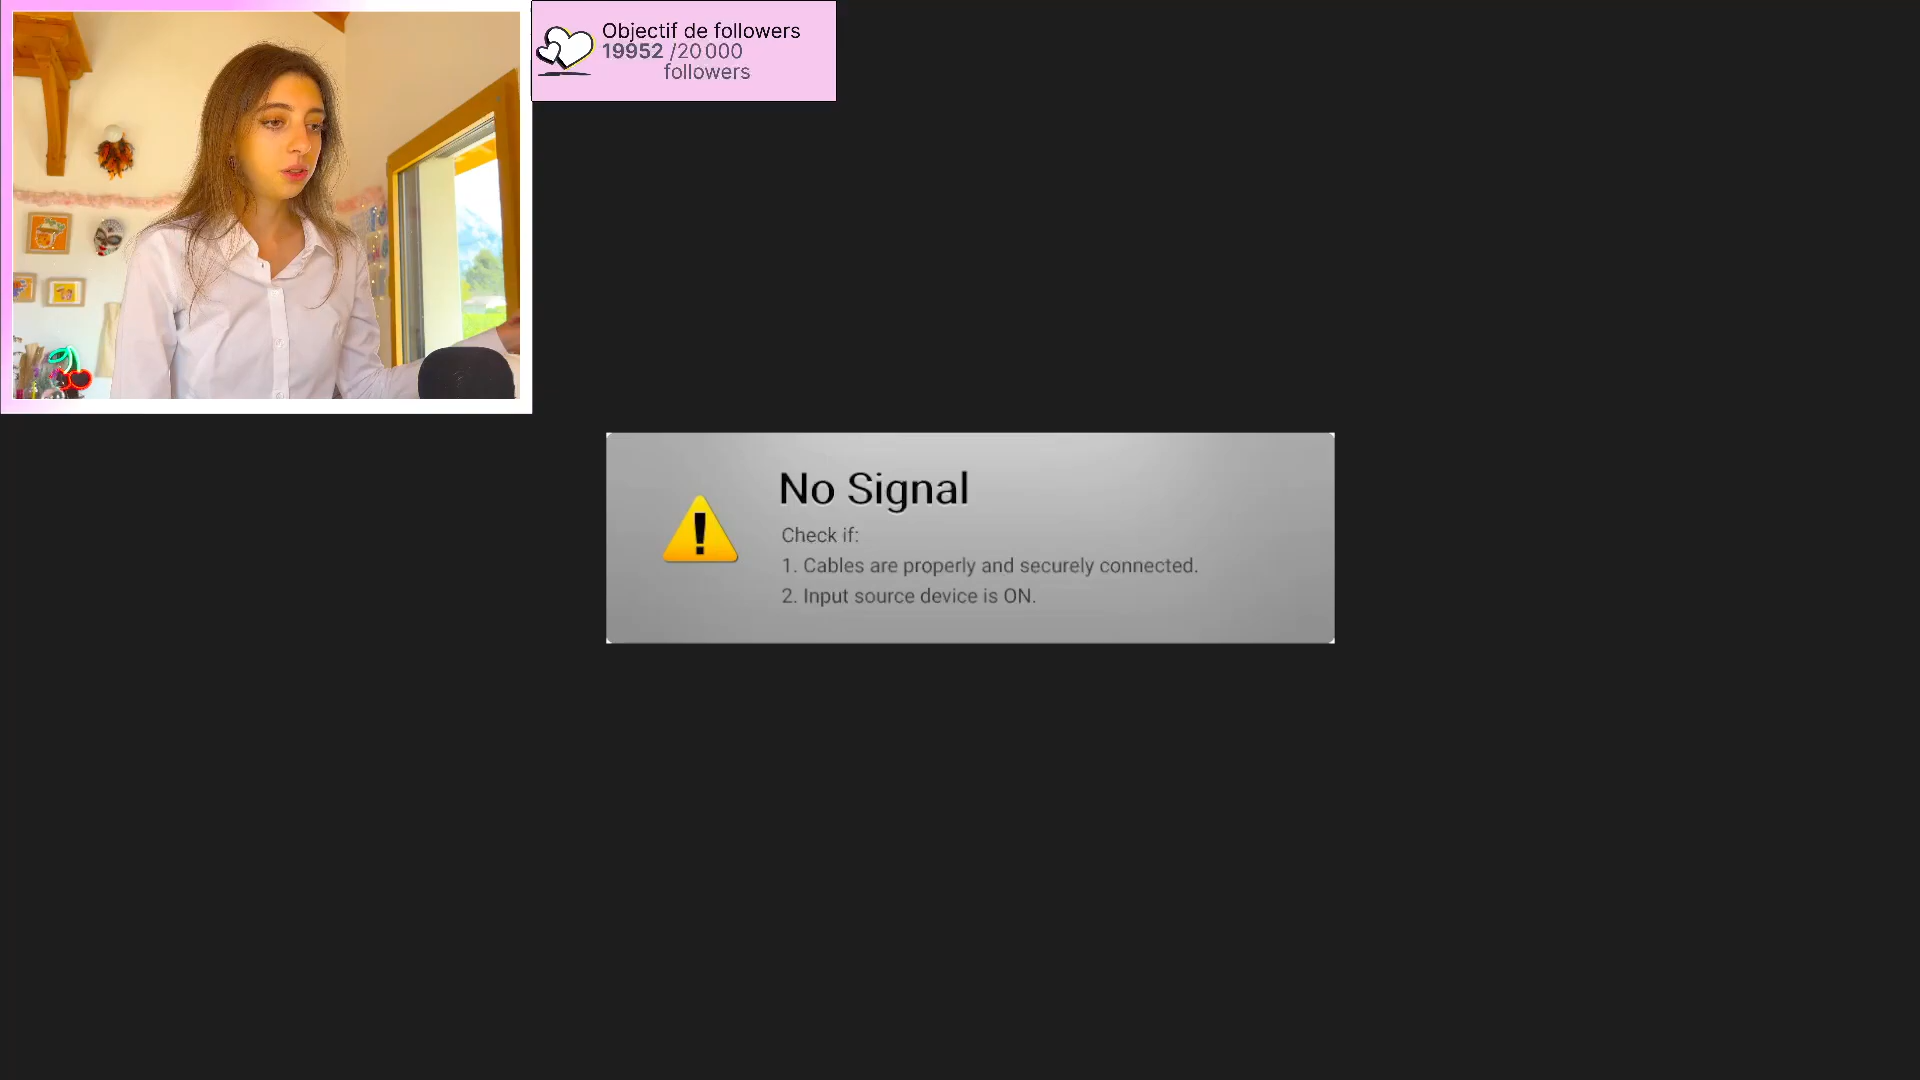 Objectif de followers
19952 /20 000
followers
No Signal
Check if:
1. Cables are properly and securely connected.
2. Input source device is ON.